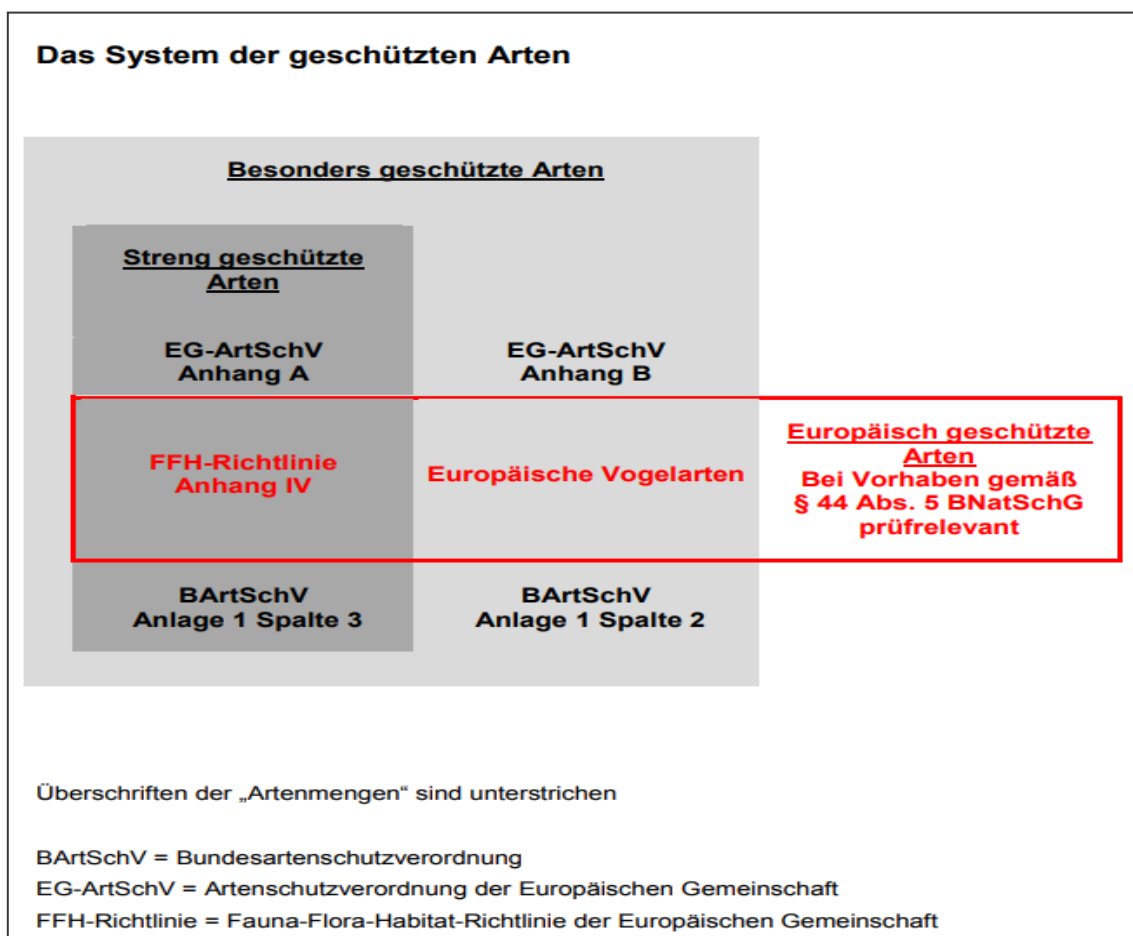 Das System der geschützten Arten
Besonders geschützte Arten
Streng geschützte
Arten
EG-ArtSchV
Anhang A
EG-ArtSchV
Anhang B
FFH-Richtlinie
Anhang IV
Europäische Vogelarten
Europäisch geschützte
Arten
Bei Vorhaben gemäß
§ 44 Abs. 5 BNatSchG
prüfrelevant
BArtSchV
Anlage 1 Spalte 3
BArtSchV
Anlage 1 Spalte 2
Überschriften der „Artenmengen“ sind unterstrichen
BArtSchV = Bundesartenschutzverordnung
EG-ArtSchV = Artenschutzverordnung der Europäischen Gemeinschaft
FFH-Richtlinie = Fauna-Flora-Habitat-Richtlinie der Europäischen Gemeinschaft